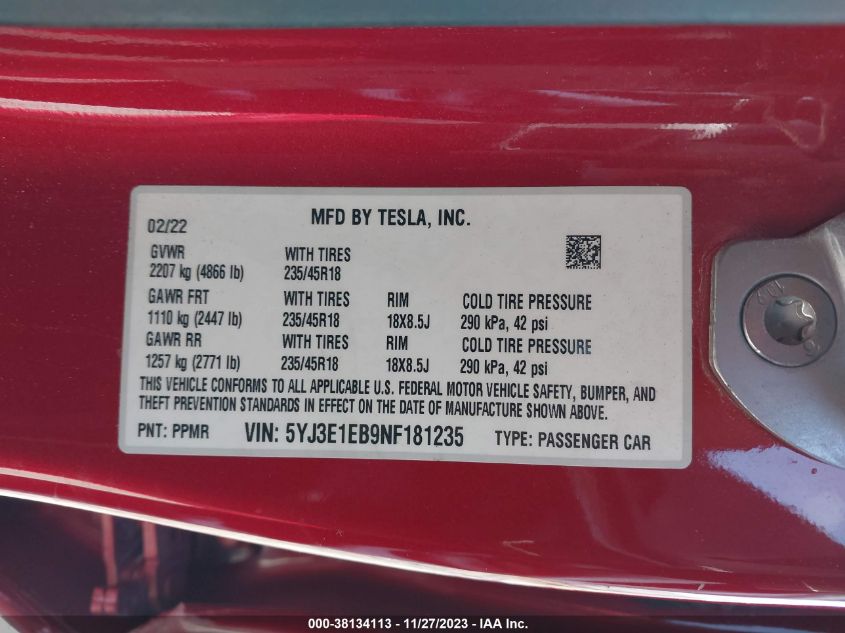 02/22
MFD BY TESLA, INC.
GVWR WITH TIRES
2207 kg (4866 lb) 235/45R18
GAWR FRT WITH TIRES RIM COLD TIRE PRESSURE
1110 kg (2447 lb) 235/45R18 18X8.5J 290 kPa, 42 psi
GAWR RR WITH TIRES RIM COLD TIRE PRESSURE
1257 kg (2771 lb) 235/45R18 18X8.5J 290 kPa, 42 psi
THIS VEHICLE CONFORMS TO ALL APPLICABLE U.S. FEDERAL MOTOR VEHICLE SAFETY, BUMPER, AND
THEFT PREVENTION STANDARDS IN EFFECT ON THE DATE OF MANUFACTURE SHOWN ABOVE.
PNT: PPMR VIN: 5YJ3E1EB9NF181235 TYPE: PASSENGER CAR
000-38134113 - 11/27/2023 - IAA Inc.